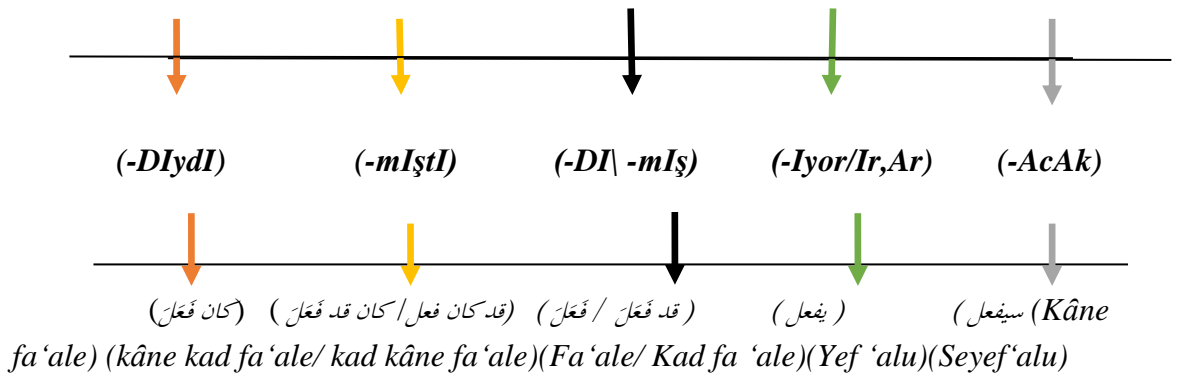 (-DIydI) (-mIştI) (-DI\ -mIş) (-Iyor/Ir,Ar) (-AcAk)
(كان فَعَلَ) (قد كان فعل/ كان قد فَعَلَ ) ( قد فَعَلَ / فَعَلَ ) ( يفعل ) ( سيفعل (Kâne
fa‘ale) (kâne kad fa‘ale/ kad kâne fa‘ale)(Fa‘ale/ Kad fa ‘ale)(Yef ‘alu)(Seyef‘alu)